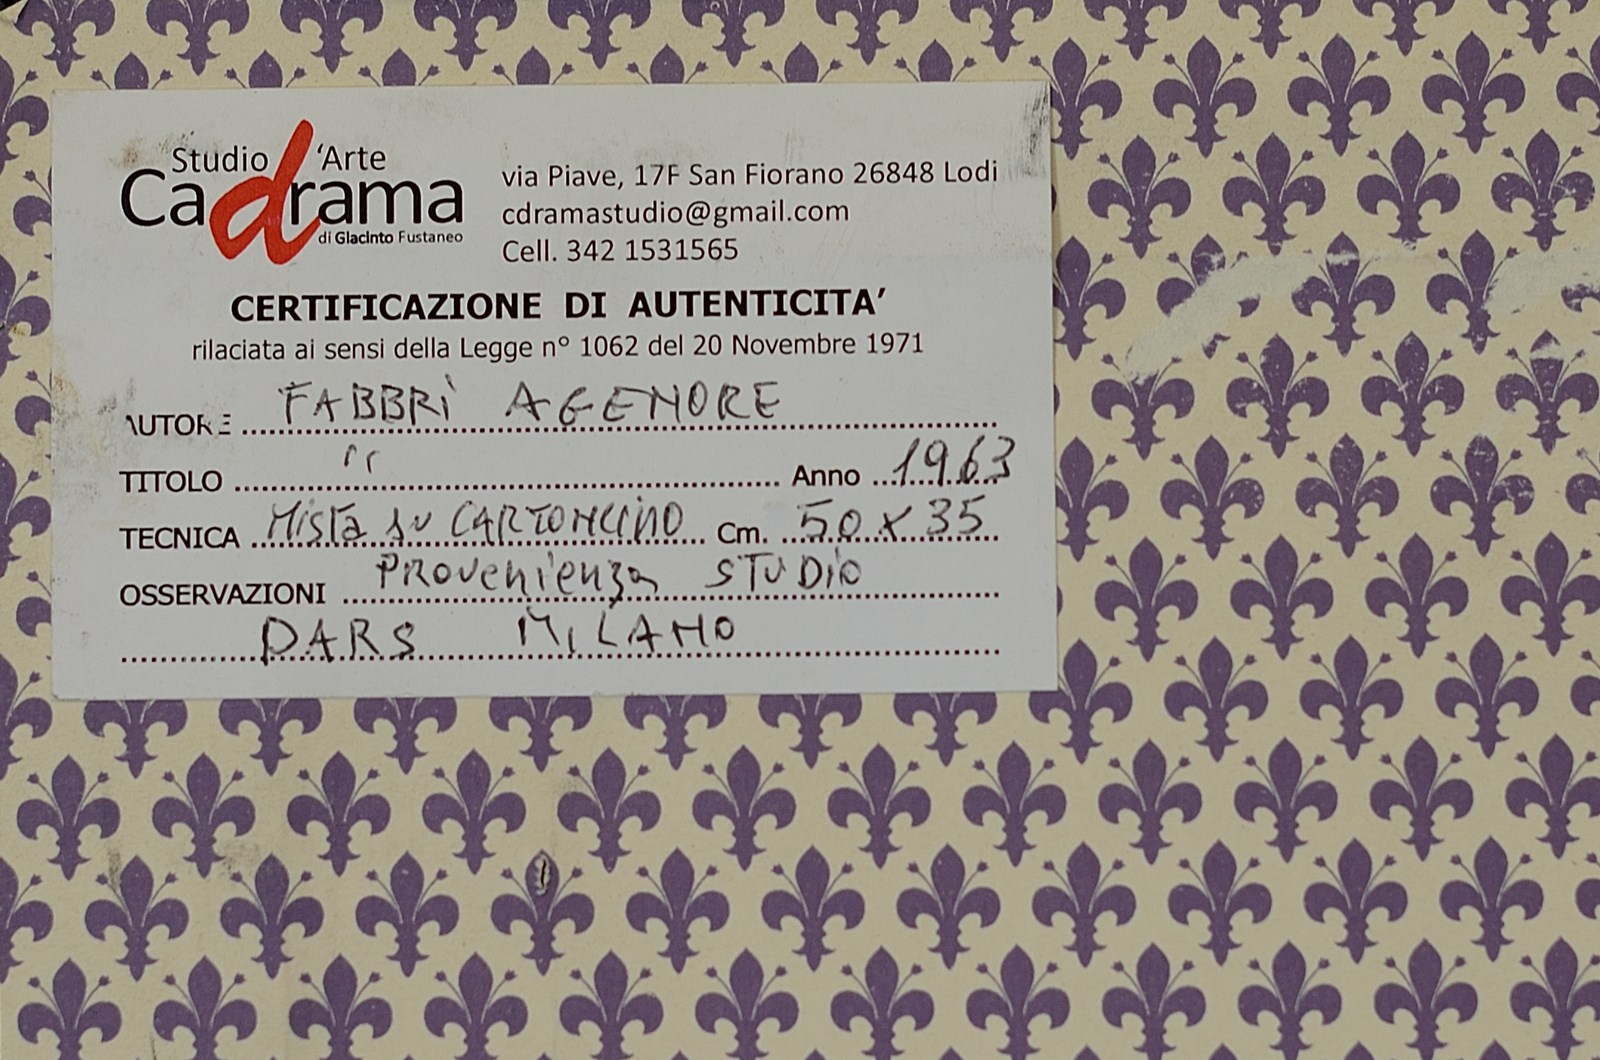 Studio d'Arte
Cadrama
di Giacinto Fustaneo
via Piave, 17F San Fiorano 26848 Lodi
cdramastudio@gmail.com
Cell. 342 1531565
CERTIFICAZIONE DI AUTENTICITA'
rilaciata ai sensi della Legge n° 1062 del 20 Novembre 1971
AUTORE FABBRI AGENORE
TITOLO '' Anno 1963
TECNICA Mista su CARTONCINO Cm. 50 x 35
OSSERVAZIONI Provenienza STUDIO
DARS MILANO